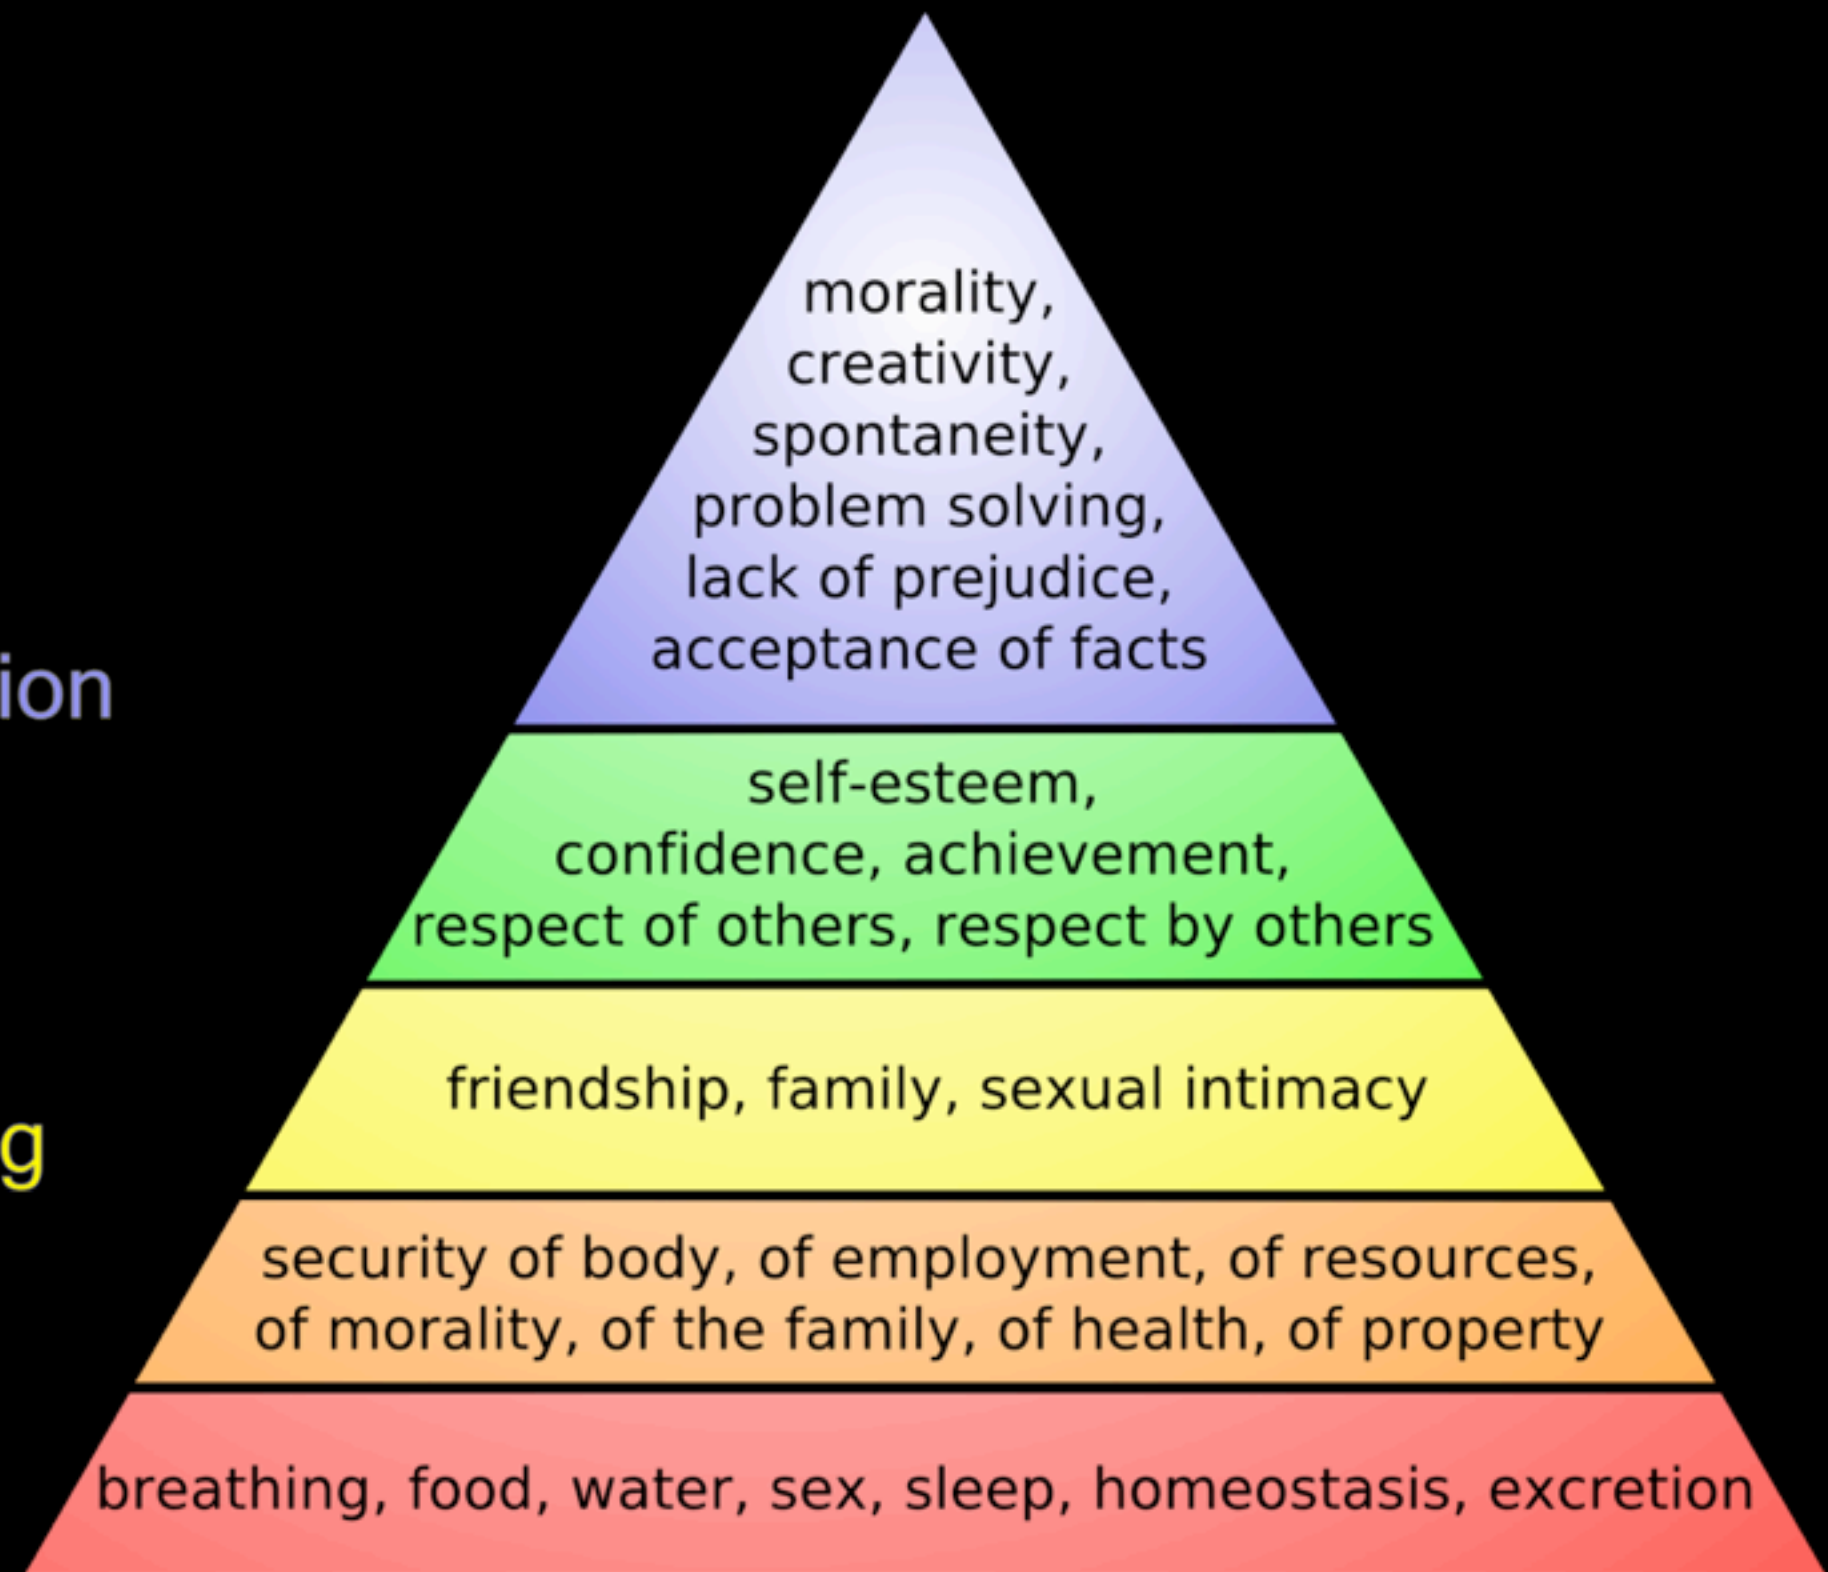 morality,
creativity,
spontaneity,
problem solving,
lack of prejudice,
acceptance of facts
ion
self-esteem,
confidence, achievement,
respect of others, respect by others
friendship, family, sexual intimacy
g
security of body, of employment, of resources,
of morality, of the family, of health, of property
breathing, food, water, sex, sleep, homeostasis, excretion